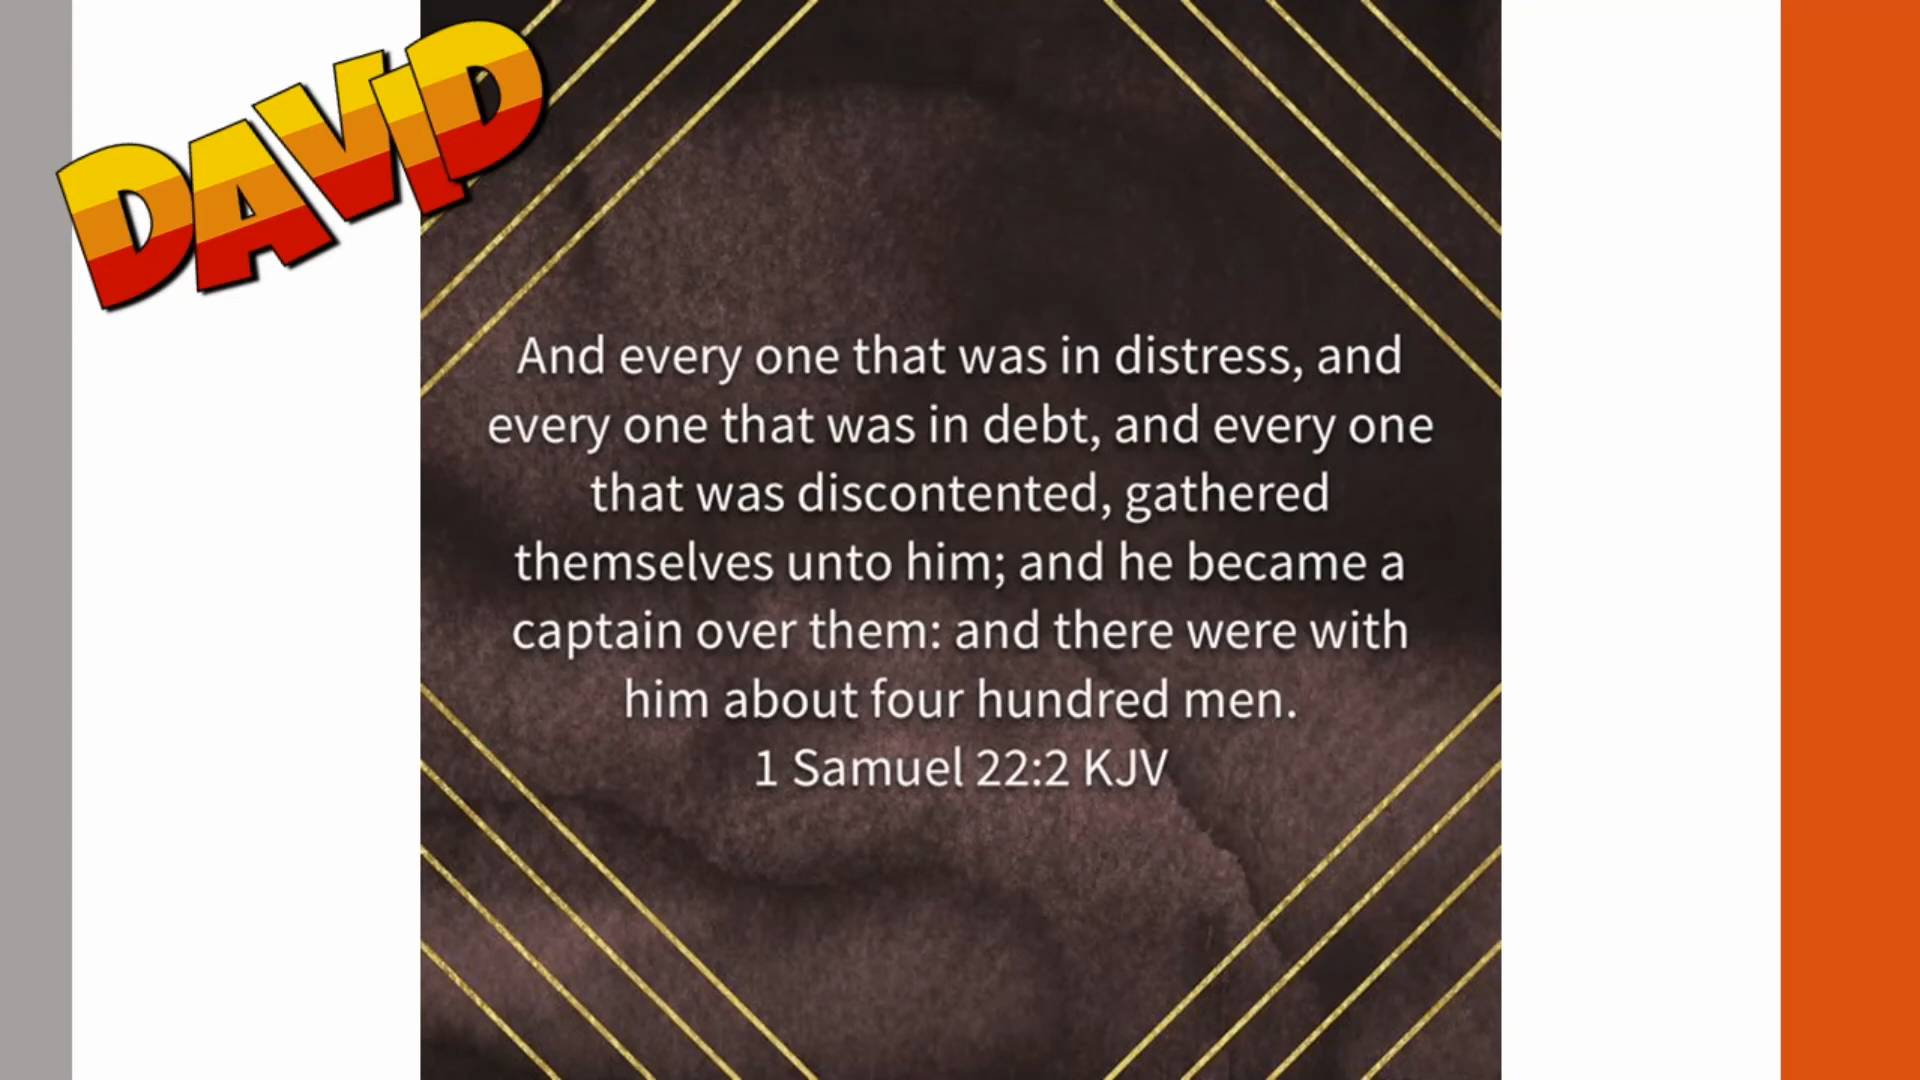 DAVID
And every one that was in distress, and
every one that was in debt, and every one
that was discontented, gathered
themselves unto him; and he became a
captain over them: and there were with
him about four hundred men.
1 Samuel 22:2 KJV